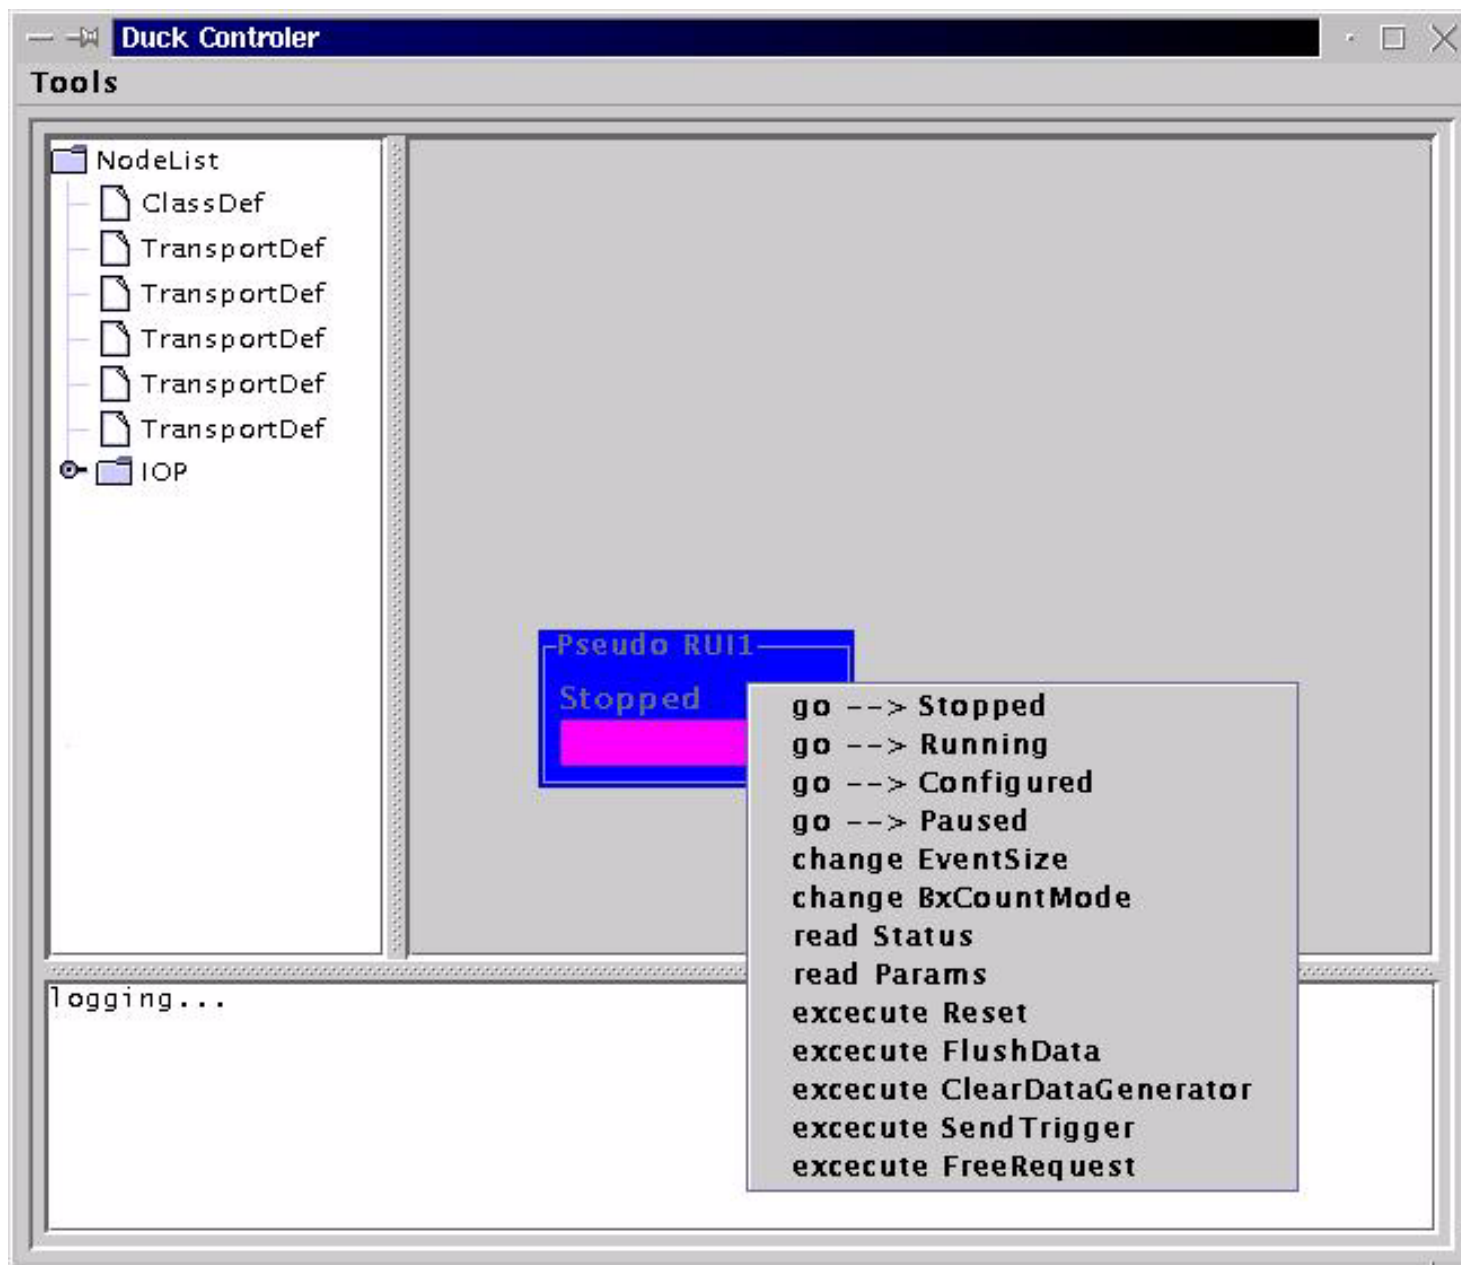 Duck Controler
Tools
NodeList
ClassDef
TransportDef
TransportDef
TransportDef
TransportDef
TransportDef
IOP
Pseudo RUI1
Stopped
go --> Stopped
go --> Running
go --> Configured
go --> Paused
change EventSize
change BxCountMode
read Status
read Params
excecute Reset
excecute FlushData
excecute ClearDataGenerator
excecute SendTrigger
excecute FreeRequest
logging...